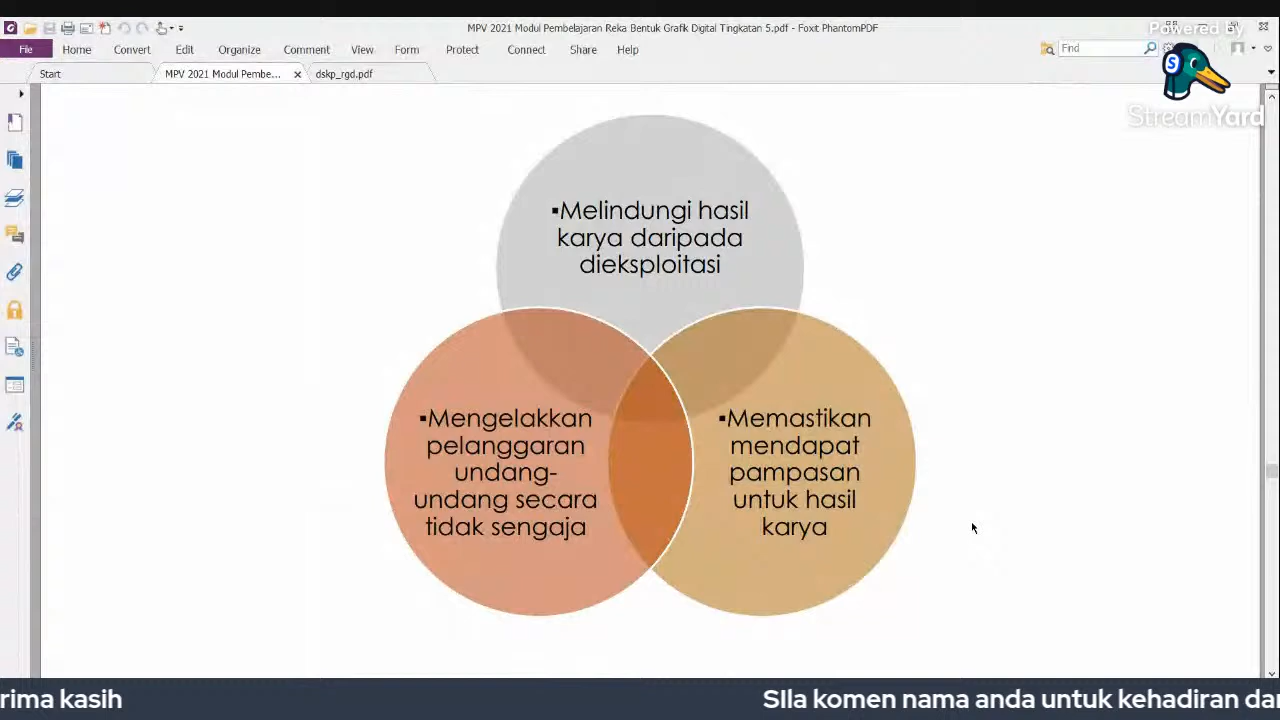 MPV 2021 Modul Pembelajaran Reka Bentuk Grafik Digital Tingkatan 5.pdf - Foxit PhantomPDF
Powered by
File Home Convert Edit Organize Comment View Form Protect Connect Share Help
Find
Start
MPV 2021 Modul Pembe...
dskp_rgd.pdf
StreamYard
▪Melindungi hasil
karya daripada
dieksploitasi
▪Mengelakkan
pelanggaran
undang-
undang secara
tidak sengaja
▪Memastikan
mendapat
pampasan
untuk hasil
karya
rima kasih
SIla komen nama anda untuk kehadiran dar